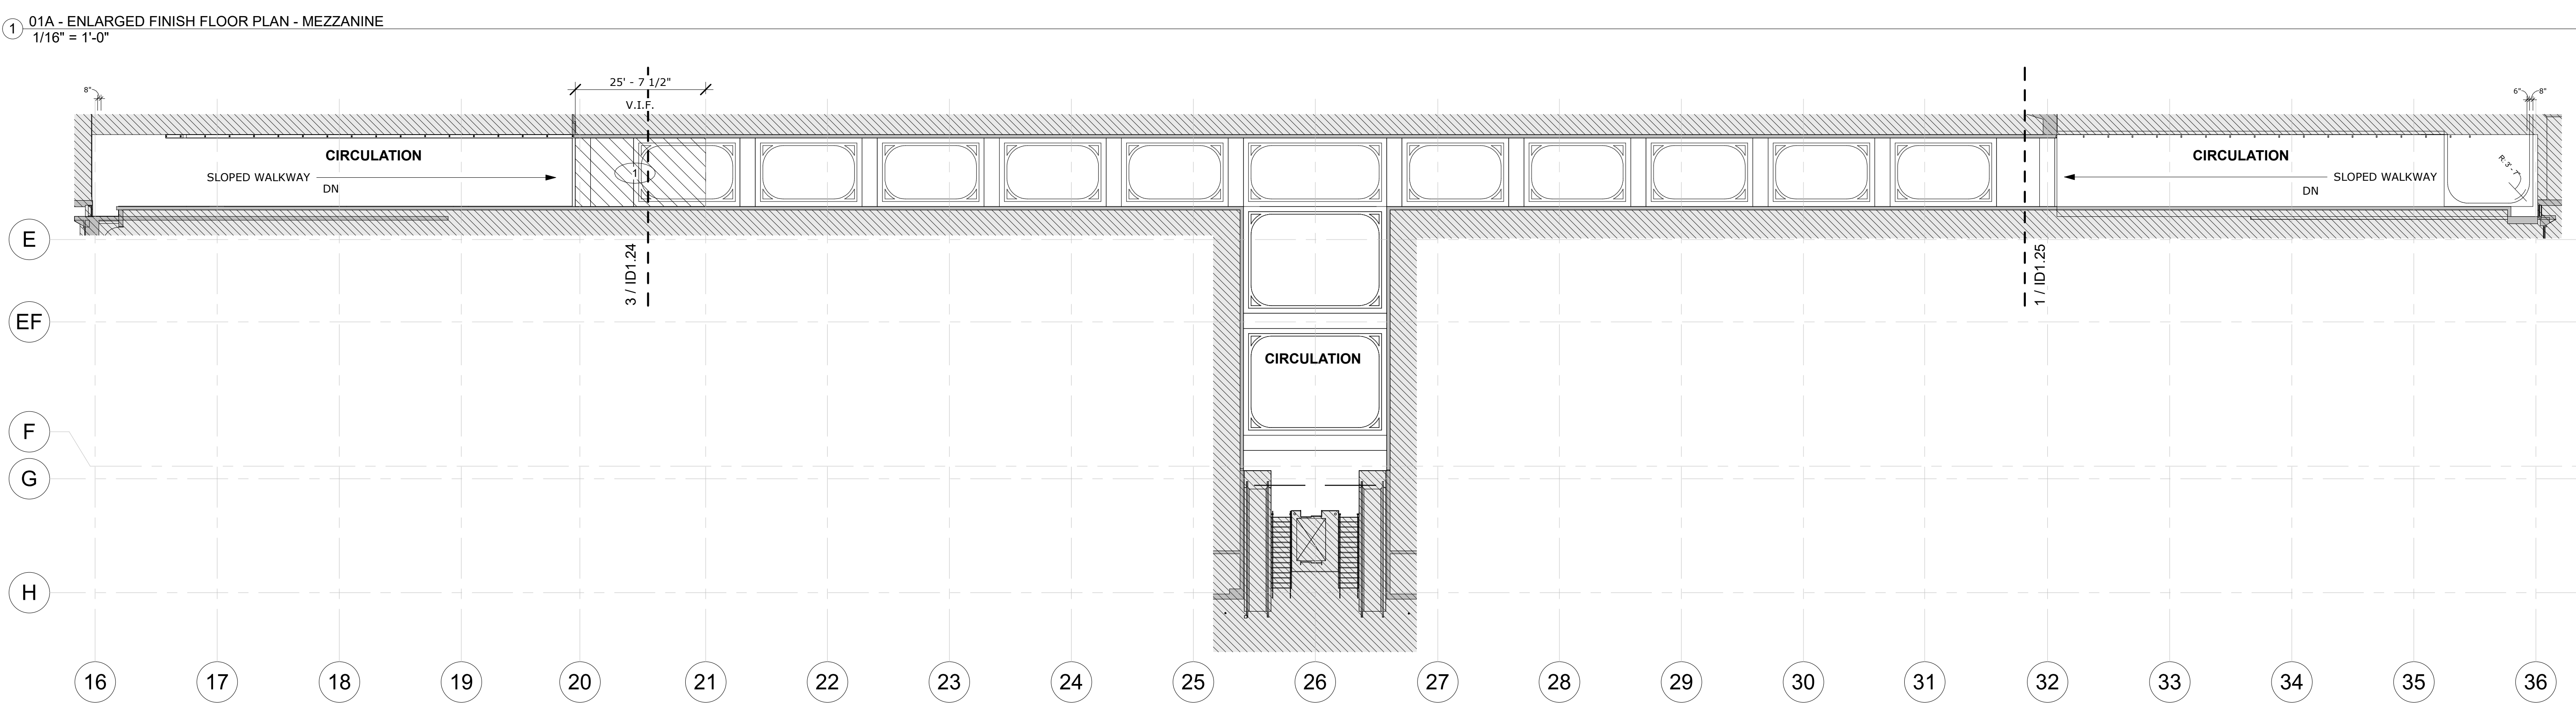 01A - ENLARGED FINISH FLOOR PLAN - MEZZANINE
1
1/16" = 1'-0"
25' - 7 1/2"
V.I.F.
8"
6"
8"
CIRCULATION
SLOPED WALKWAY
DN
1
CIRCULATION
SLOPED WALKWAY
DN
R 3' - 1"
3 / ID1.24
1 / ID1.25
CIRCULATION
E
EF
F
G
H
16 17 18 19 20 21 22 23 24 25 26 27 28 29 30 31 32 33 34 35 36